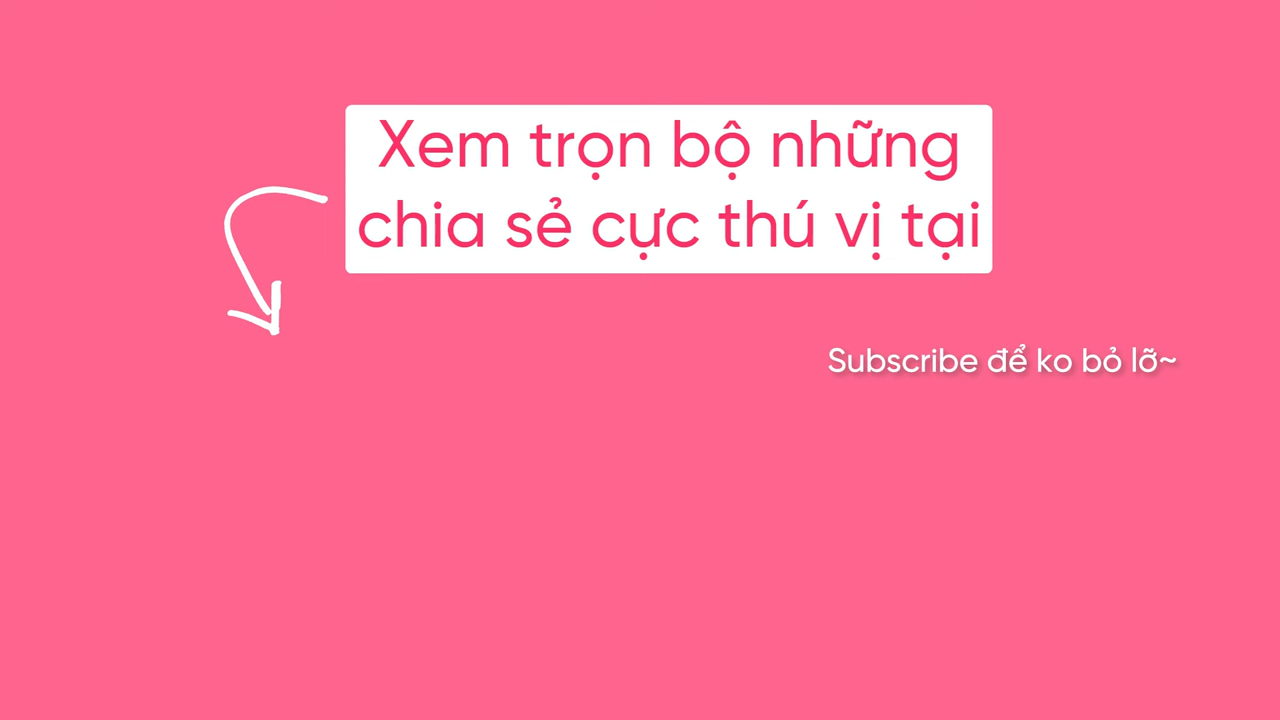 Xem trọn bộ những
chia sẻ cực thú vị tại
Subscribe để ko bỏ lỡ~